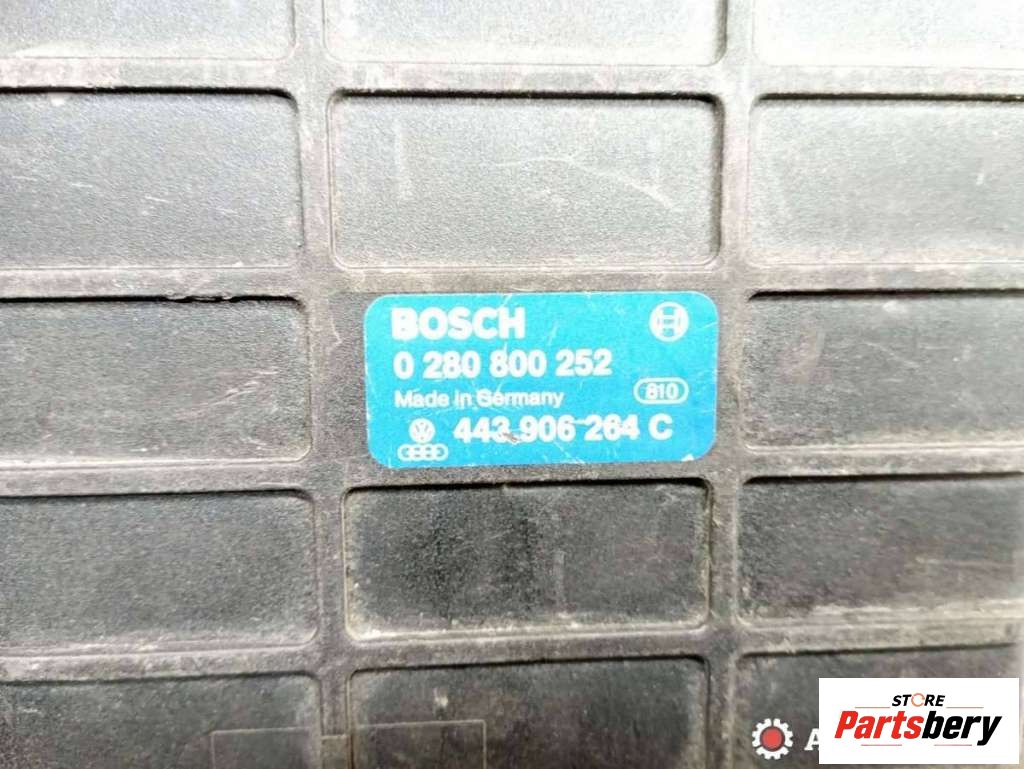 BOSCH
0 280 800 252
Made in Germany 810
443 906 264 C
STORE
Partsbery